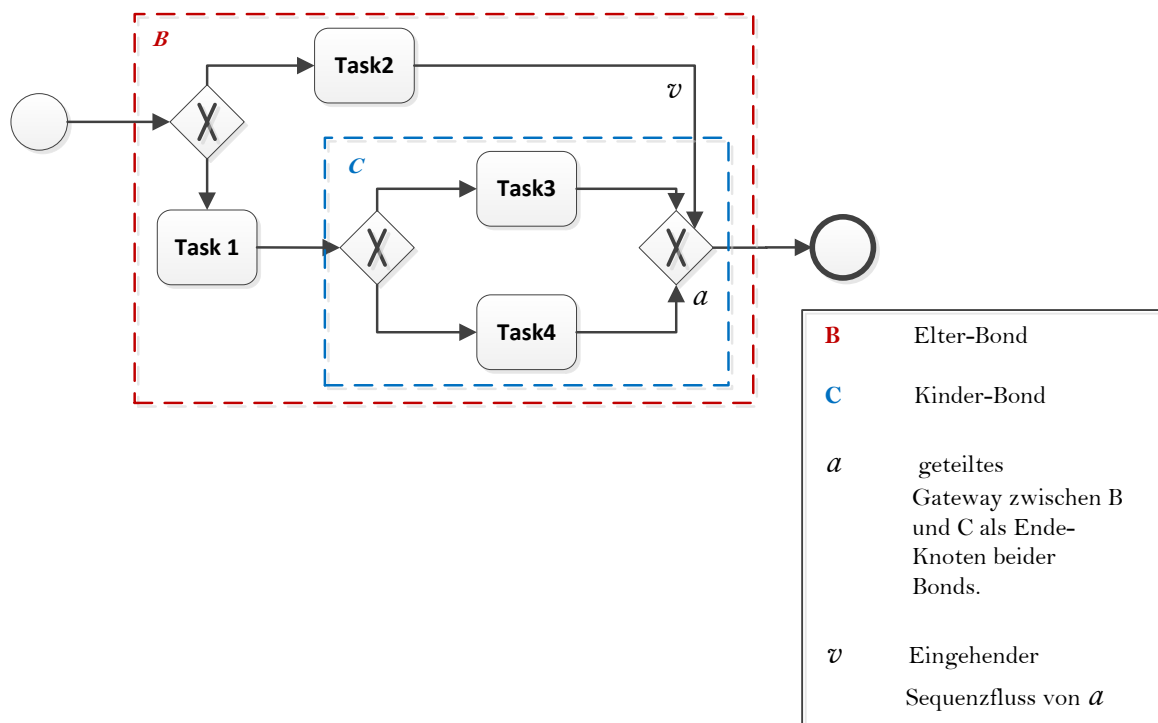 B
Task2
v
C
Task3
X
Task 1
X
X
a
Task4
B Elter-Bond
C Kinder-Bond
a geteiltes
Gateway zwischen B
und C als Ende-
Knoten beider
Bonds.
v Eingehender
Sequenzfluss von a